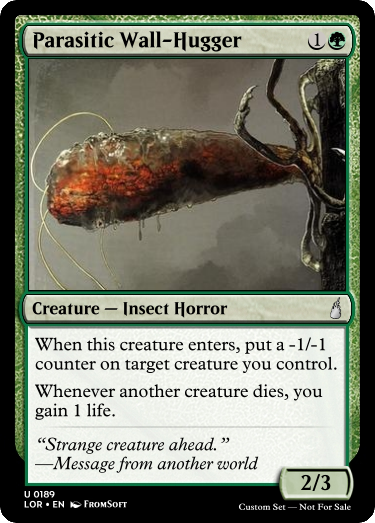 Parasitic Wall-Hugger 1
Creature — Insect Horror
When this creature enters, put a -1/-1
counter on target creature you control.
Whenever another creature dies, you
gain 1 life.
“Strange creature ahead.”
—Message from another world
2/3
U 0189
LOR • EN FROMSOFT
Custom Set — Not For Sale